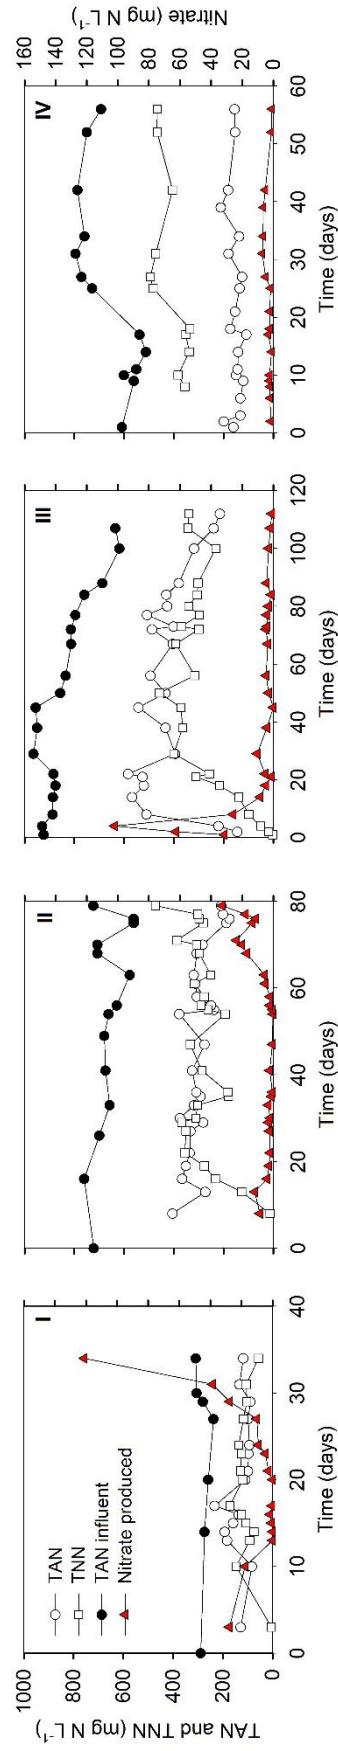 TAN and TNN (mg N L⁻¹)
1000
800
600
400
200
0
I
TAN
TNN
TAN influent
Nitrate produced
0 10 20 30 40
Time (days)
II
0 20 40 60 80
Time (days)
III
0 20 40 60 80 100 120
Time (days)
IV
0 10 20 30 40 50 60
Time (days)
160
140
120
100
80
60
40
20
0
Nitrate (mg N L⁻¹)